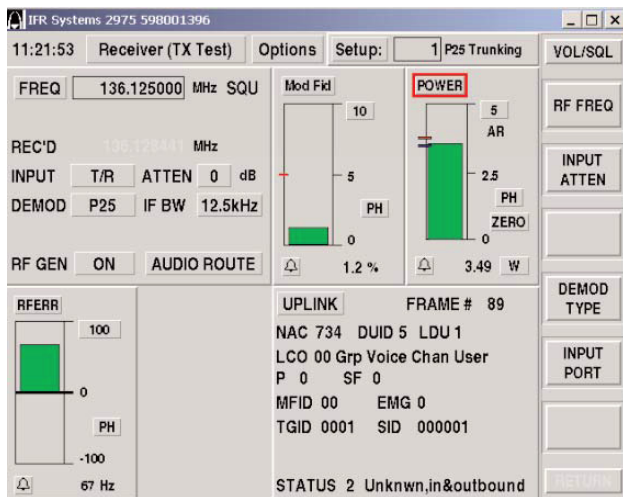 IFR Systems 2975 598001396
11:21:53 Receiver (TX Test) Options Setup: 1 P25 Trunking VOL/SQL
FREQ 136.125000 MHz SQU
REC'D 136.128441 MHz
INPUT T/R ATTEN 0 dB
DEMOD P25 IF BW 12.5kHz
RF GEN ON AUDIO ROUTE
Mod Fid
10
5
PH
0
1.2 %
POWER
5
AR
2.5
PH
ZERO
0
3.49 W
RF FREQ
INPUT
ATTEN
DEMOD
TYPE
INPUT
PORT
RETURN
RFERR
100
0
PH
-100
67 Hz
UPLINK FRAME # 89
NAC 734 DUID 5 LDU 1
LCO 00 Grp Voice Chan User
P 0 SF 0
MFID 00 EMG 0
TGID 0001 SID 000001
STATUS 2 Unknwn,in&outbound